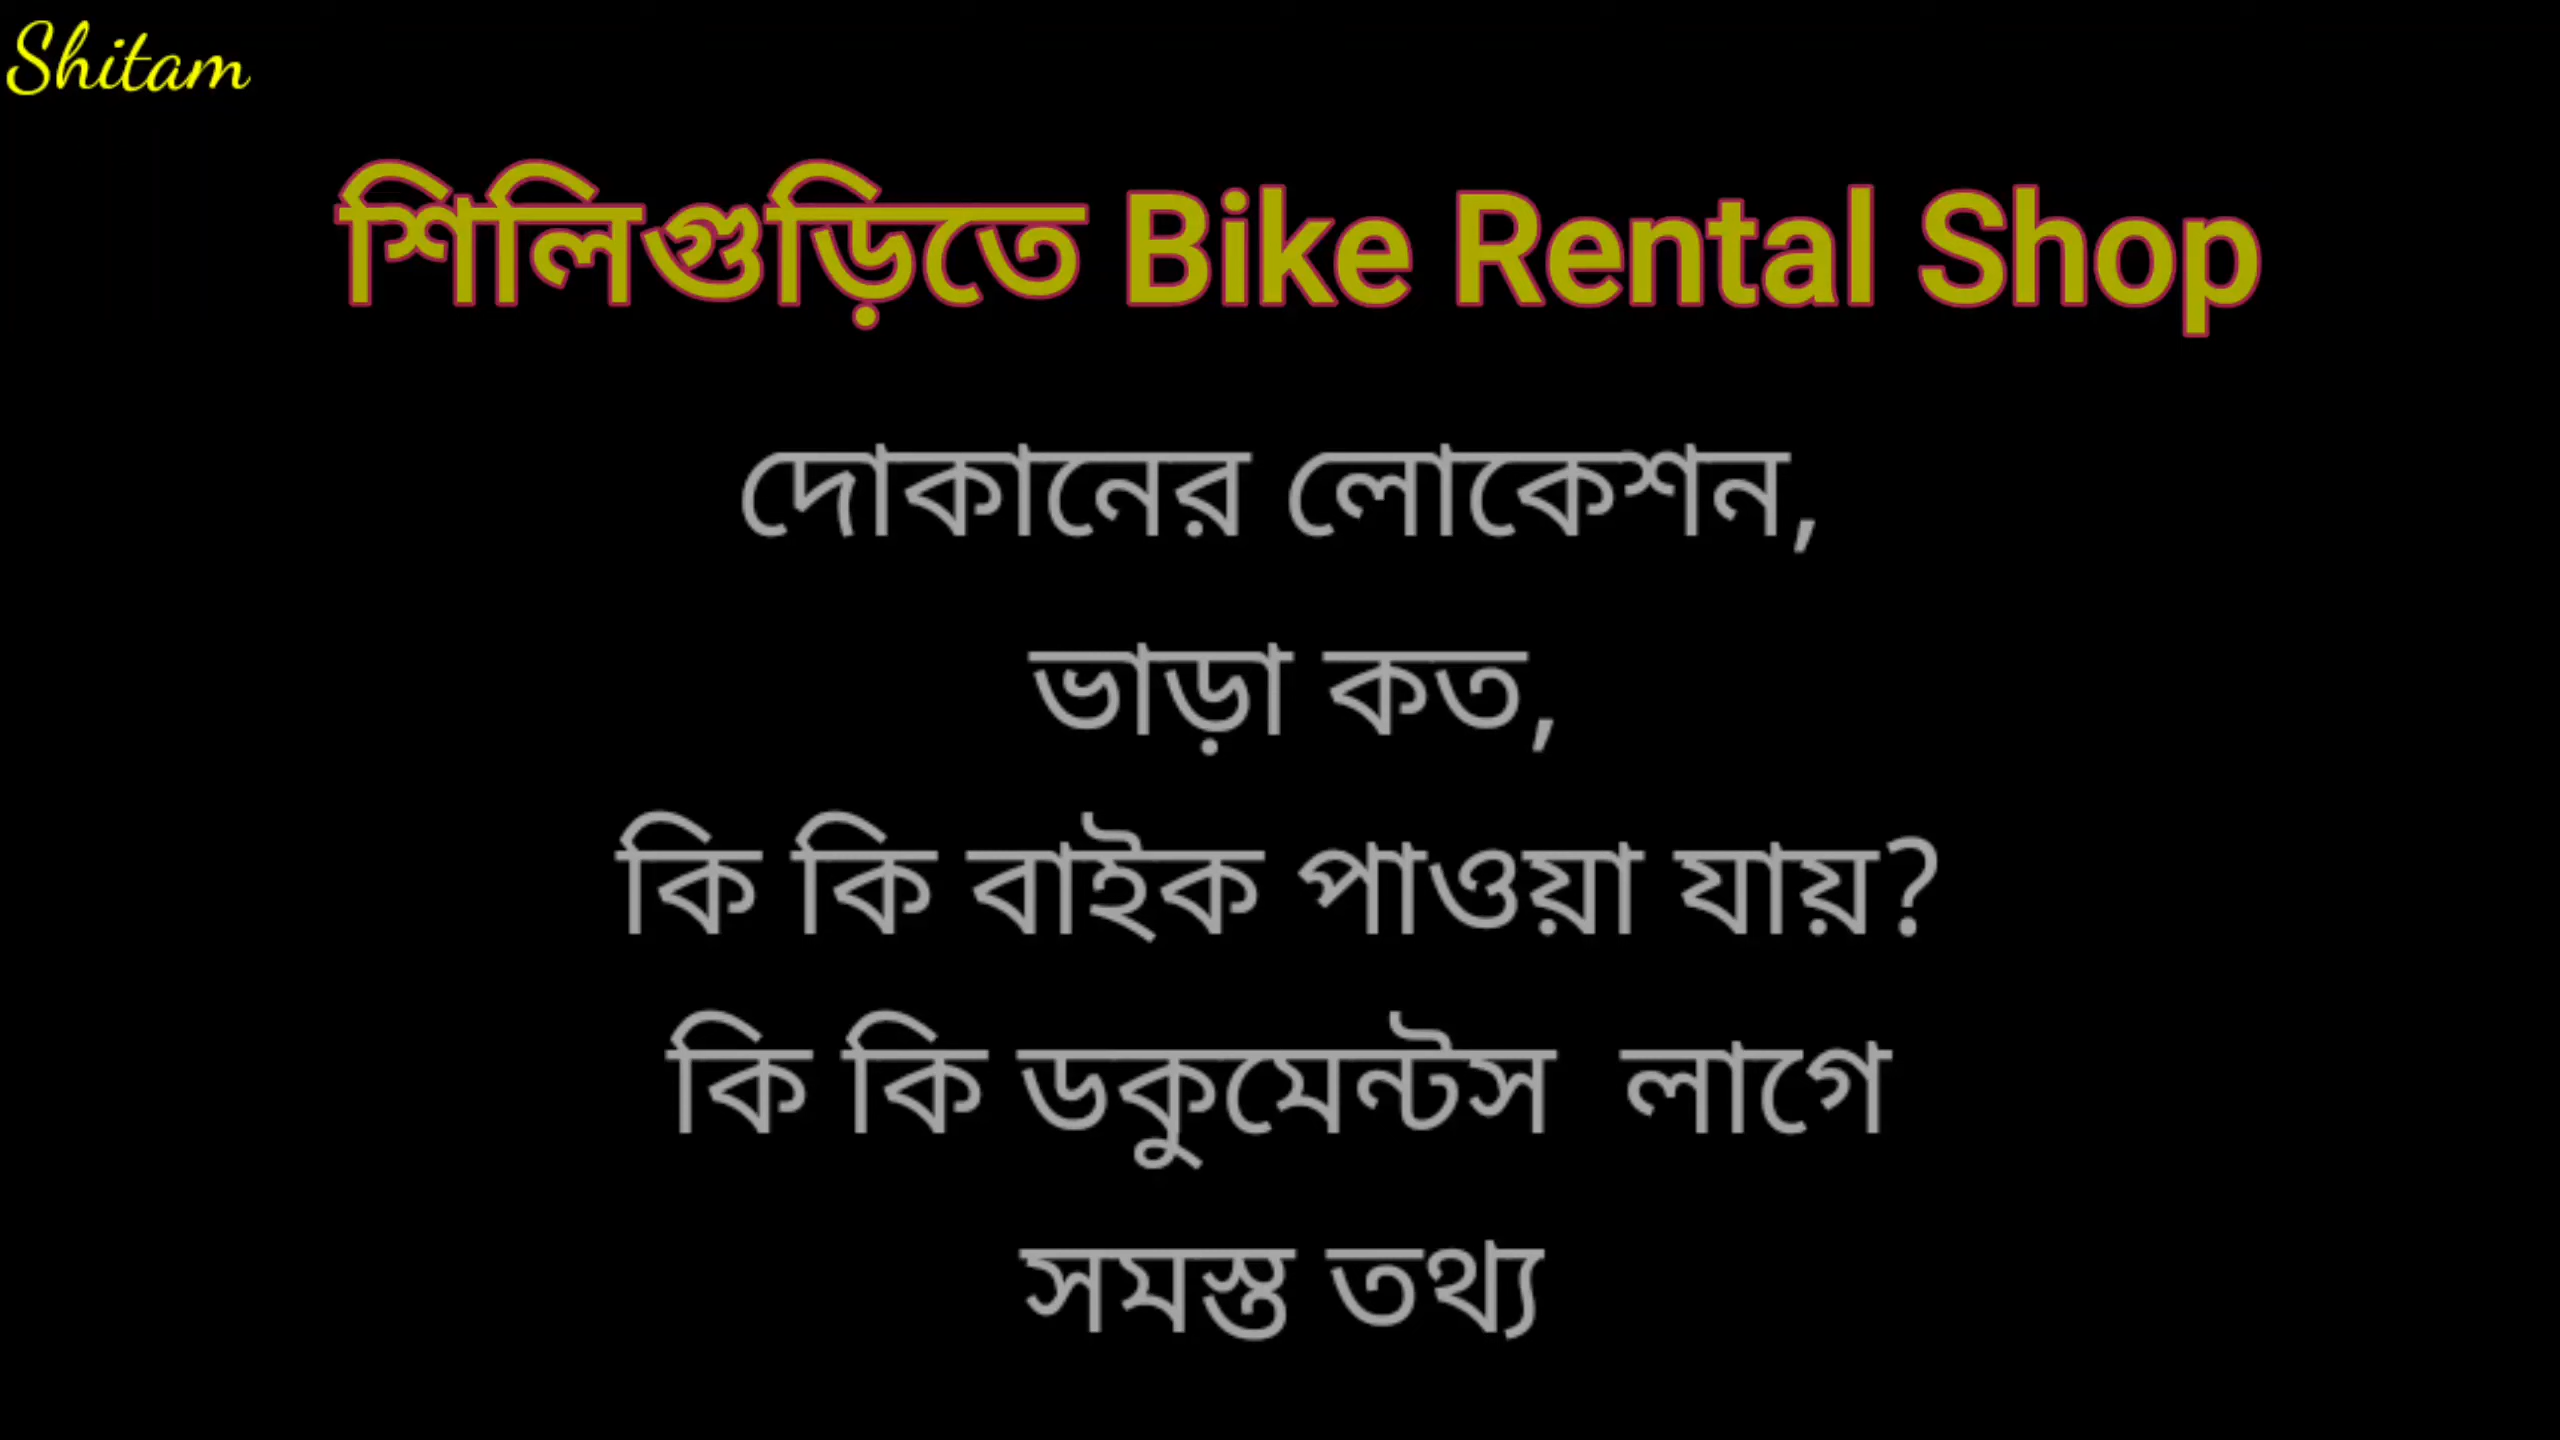 Shitam
শিলিগুড়িতে Bike Rental Shop
দোকানের লোকেশন,
ভাড়া কত,
কি কি বাইক পাওয়া যায়?
কি কি ডকুমেন্টস লাগে
সমস্ত তথ্য